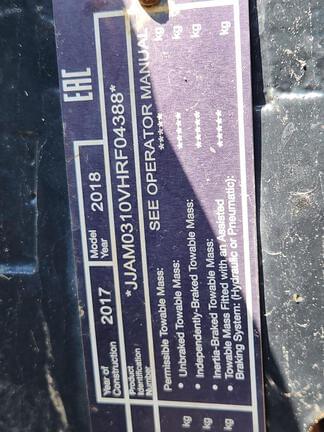 EAC
Year of Construction 2017 Model Year 2018
Product Identification Number *JJAM0310VHRF04388*
SEE OPERATOR MANUAL
Permissible Towable Mass:
• Unbraked Towable Mass: ***** kg
• Independently-Braked Towable Mass: ***** kg
• Inertia-Braked Towable Mass: ***** kg
• Towable Mass Fitted with an Assisted
Braking System: (Hydraulic or Pneumatic): kg
kg
kg
kg